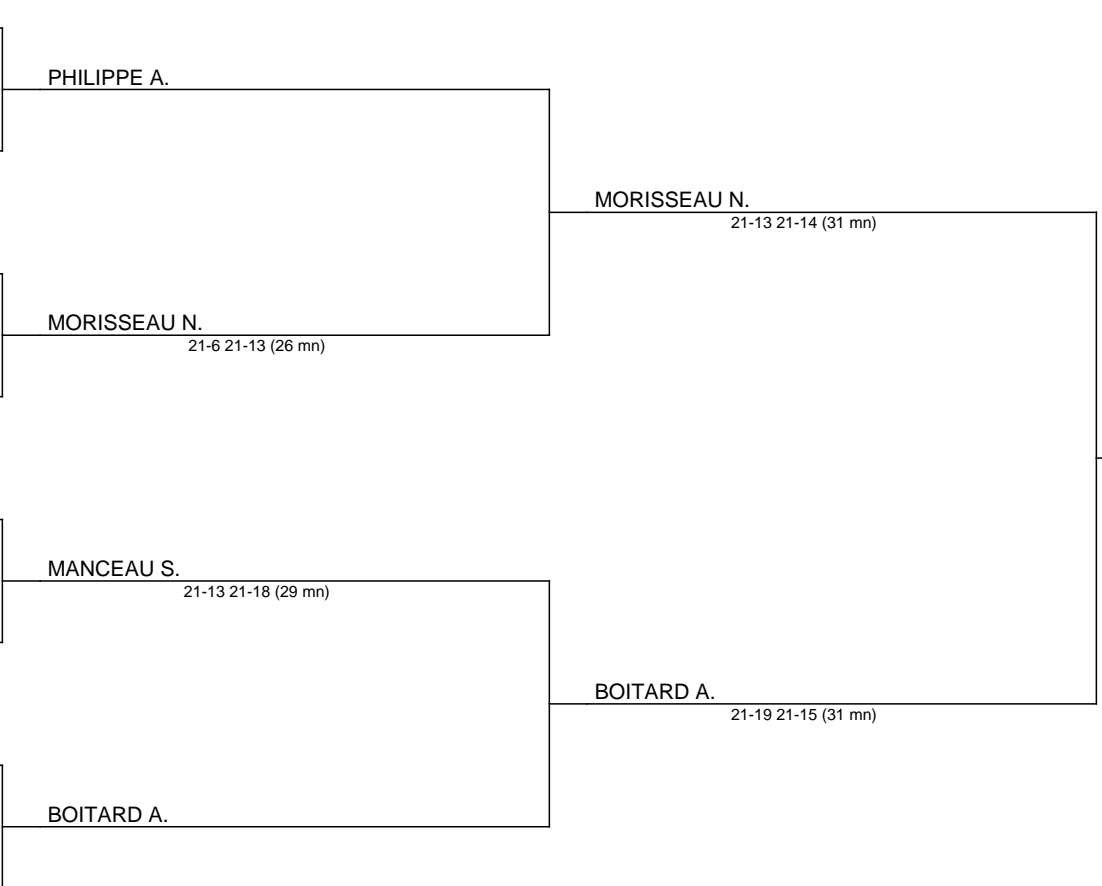 PHILIPPE A.
MORISSEAU N.
21-13 21-14 (31 mn)
MORISSEAU N.
21-6 21-13 (26 mn)
MANCEAU S.
21-13 21-18 (29 mn)
BOITARD A.
21-19 21-15 (31 mn)
BOITARD A.